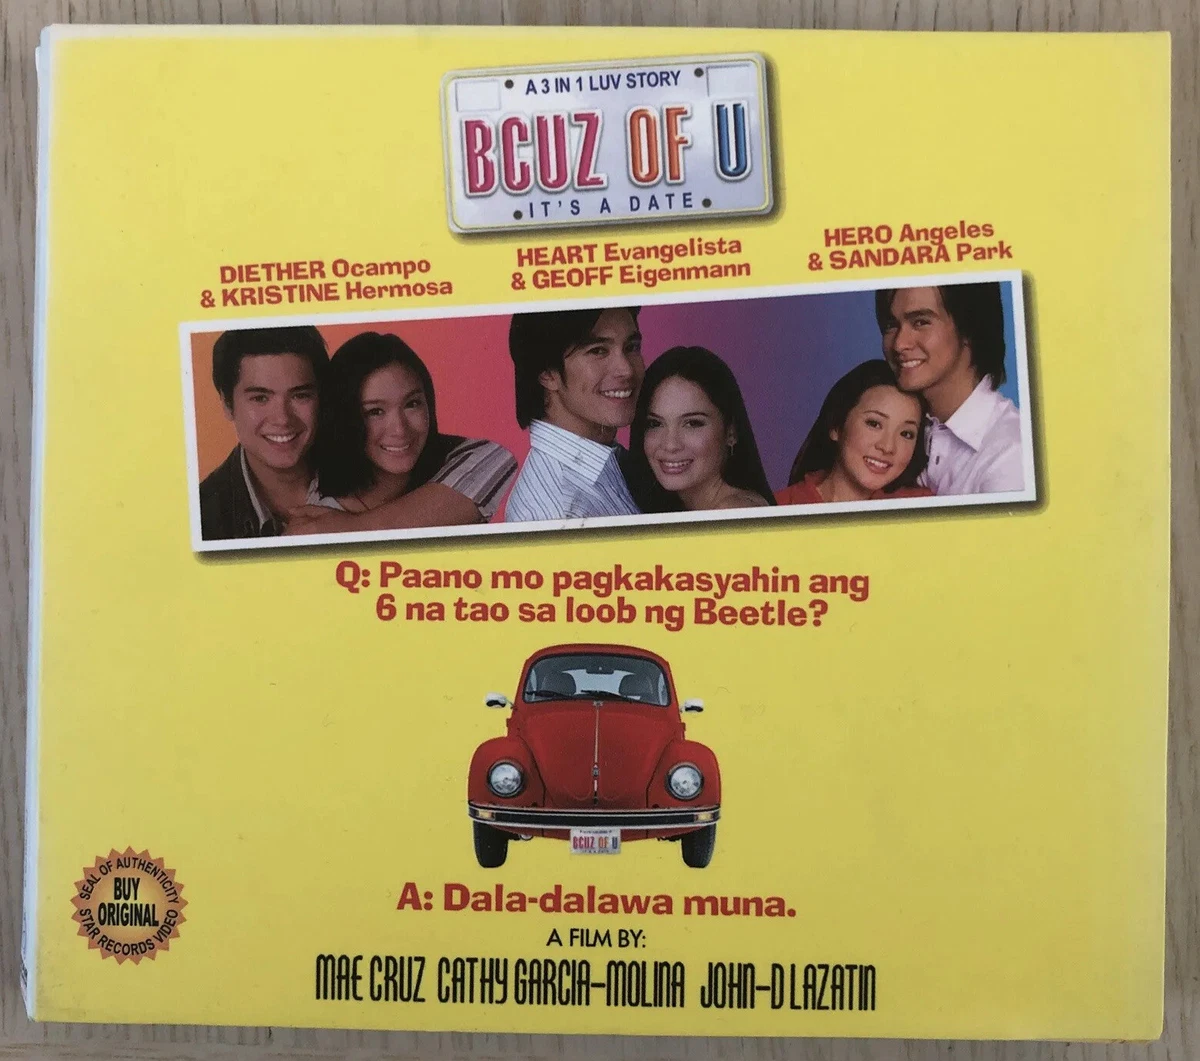 A 3 IN 1 LUV STORY
BCUZ OF U
IT'S A DATE
DIETHER Ocampo
& KRISTINE Hermosa
HEART Evangelista
& GEOFF Eigenmann
HERO Angeles
& SANDARA Park
Q: Paano mo pagkakasyahin ang
6 na tao sa loob ng Beetle?
BCUZ OF U
A: Dala-dalawa muna.
SEAL OF AUTHENTICITY
BUY
ORIGINAL
STAR RECORDS VIDEO
A FILM BY:
MAE CRUZ CATHY GARCIA-MOLINA JOHN-D LAZATIN